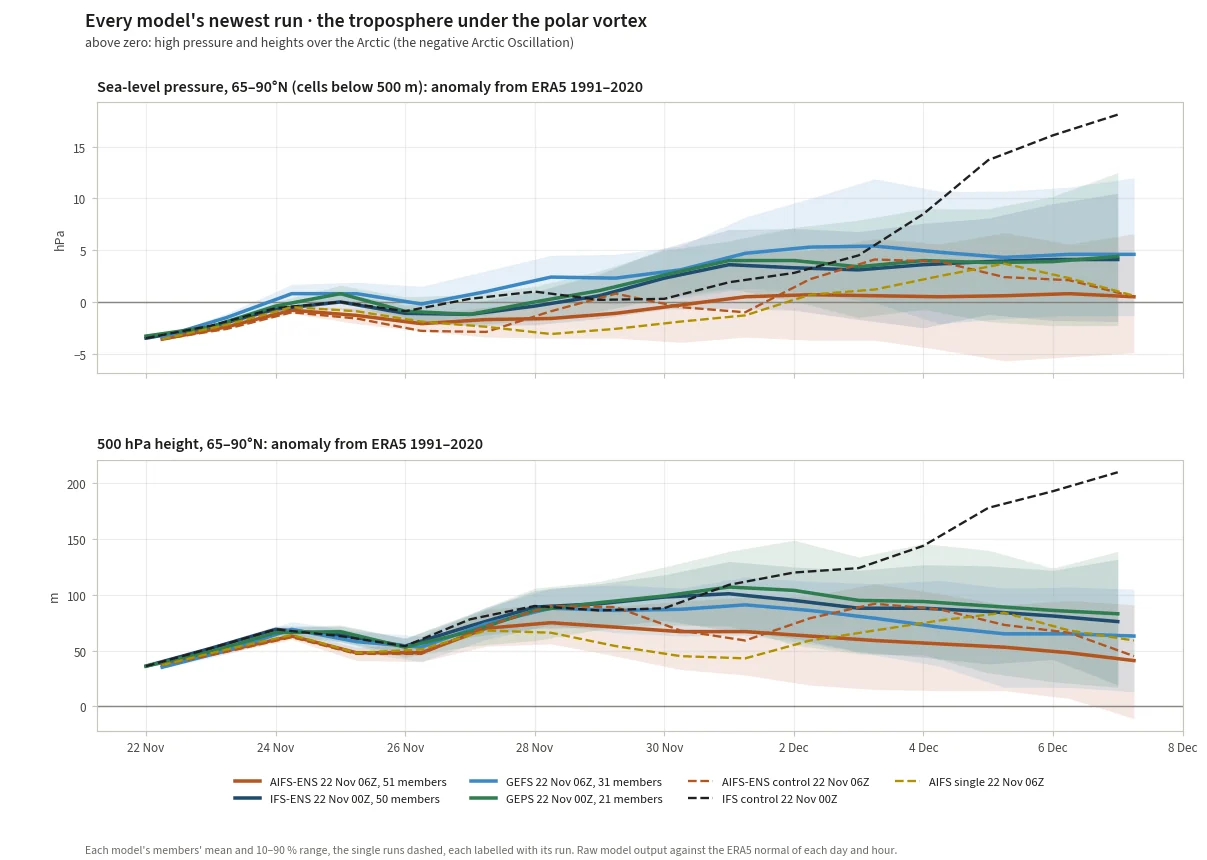 Every model's newest run · the troposphere under the polar vortex
above zero: high pressure and heights over the Arctic (the negative Arctic Oscillation)
Sea-level pressure, 65–90°N (cells below 500 m): anomaly from ERA5 1991–2020
15
10
5
0
−5
hPa
500 hPa height, 65–90°N: anomaly from ERA5 1991–2020
200
150
100
50
0
m
22 Nov 24 Nov 26 Nov 28 Nov 30 Nov 2 Dec 4 Dec 6 Dec 8 Dec
AIFS-ENS 22 Nov 06Z, 51 members GEFS 22 Nov 06Z, 31 members AIFS-ENS control 22 Nov 06Z AIFS single 22 Nov 06Z
IFS-ENS 22 Nov 00Z, 50 members GEPS 22 Nov 00Z, 21 members IFS control 22 Nov 00Z
Each model's members' mean and 10–90 % range, the single runs dashed, each labelled with its run. Raw model output against the ERA5 normal of each day and hour.